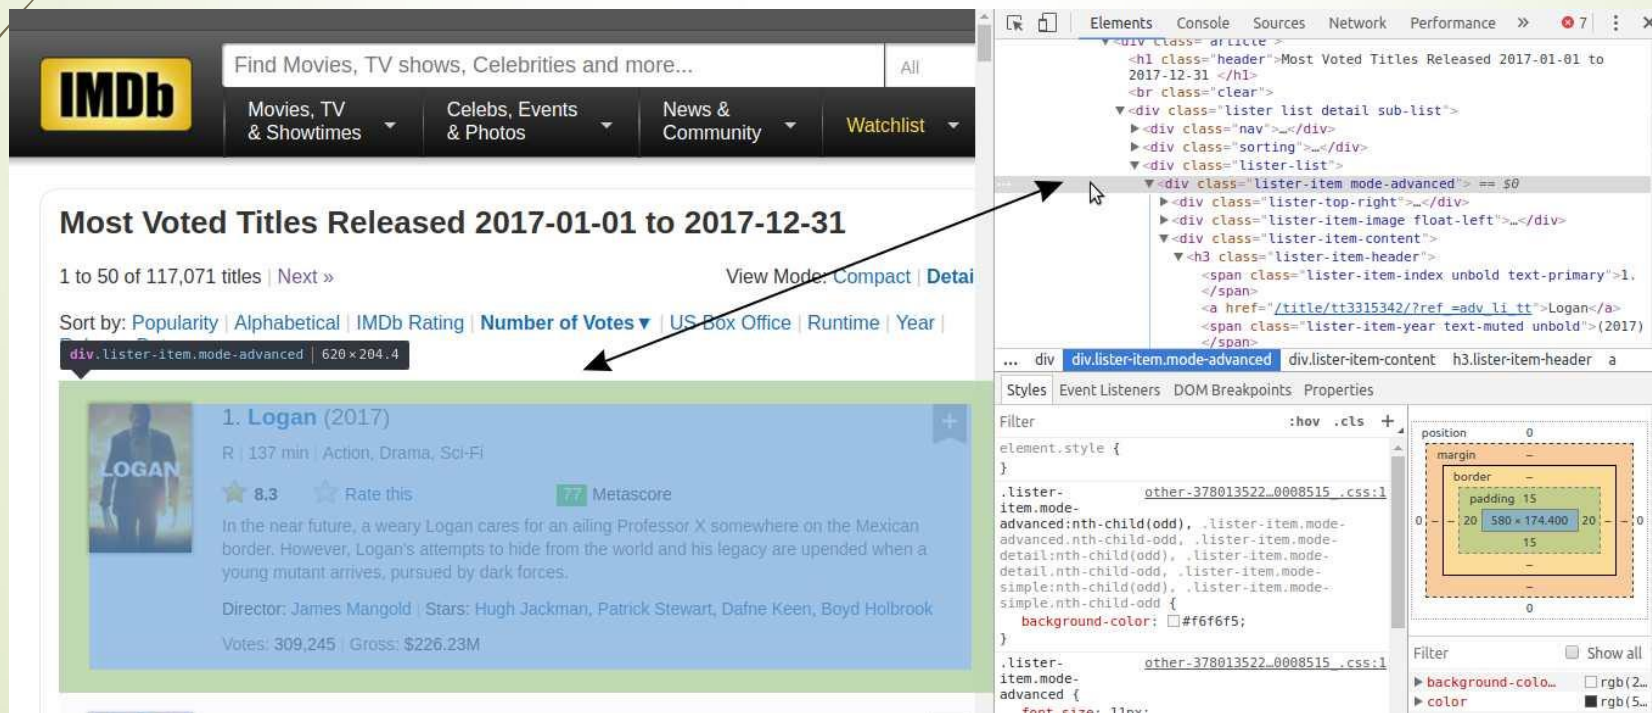 IMDb
Find Movies, TV shows, Celebrities and more...
All
Movies, TV
& Showtimes
Celebs, Events
& Photos
News &
Community
Watchlist
Most Voted Titles Released 2017-01-01 to 2017-12-31
1 to 50 of 117,071 titles | Next »
View Mode: Compact | Detai
Sort by: Popularity | Alphabetical | IMDb Rating | Number of Votes ▼ | US Box Office | Runtime | Year |
div.lister-item.mode-advanced | 620 × 204.4
LOGAN
1. Logan (2017)
R | 137 min | Action, Drama, Sci-Fi
8.3 Rate this 77 Metascore
In the near future, a weary Logan cares for an ailing Professor X somewhere on the Mexican
border. However, Logan's attempts to hide from the world and his legacy are upended when a
young mutant arrives, pursued by dark forces.
Director: James Mangold | Stars: Hugh Jackman, Patrick Stewart, Dafne Keen, Boyd Holbrook
Votes: 309,245 | Gross: $226.23M
Elements Console Sources Network Performance » 7
▼<div class="article">
<h1 class="header">Most Voted Titles Released 2017-01-01 to
2017-12-31 </h1>
<br class="clear">
▼<div class="lister list detail sub-list">
▶<div class="nav">…</div>
▶<div class="sorting">…</div>
▼<div class="lister-list">
▼<div class="lister-item mode-advanced"> == $0
▶<div class="lister-top-right">…</div>
▶<div class="lister-item-image float-left">…</div>
▼<div class="lister-item-content">
▼<h3 class="lister-item-header">
<span class="lister-item-index unbold text-primary">1.
</span>
<a href="/title/tt3315342/?ref_=adv_li_tt">Logan</a>
<span class="lister-item-year text-muted unbold">(2017)
</span>
... div div.lister-item.mode-advanced div.lister-item-content h3.lister-item-header a
Styles Event Listeners DOM Breakpoints Properties
Filter :hov .cls +
element.style {
}
.lister- other-378013522…0008515_.css:1
item.mode-
advanced:nth-child(odd), .lister-item.mode-
advanced.nth-child-odd, .lister-item.mode-
detail:nth-child(odd), .lister-item.mode-
detail.nth-child-odd, .lister-item.mode-
simple:nth-child(odd), .lister-item.mode-
simple.nth-child-odd {
background-color: #f6f6f5;
}
.lister- other-378013522…0008515_.css:1
item.mode-
advanced {
font-size: 11px;
position 0
margin –
border –
padding 15
0 – – 20 580 × 174.400 20 – – 0
15
–
–
0
Filter Show all
▶ background-colo… rgb(2…
▶ color rgb(5…